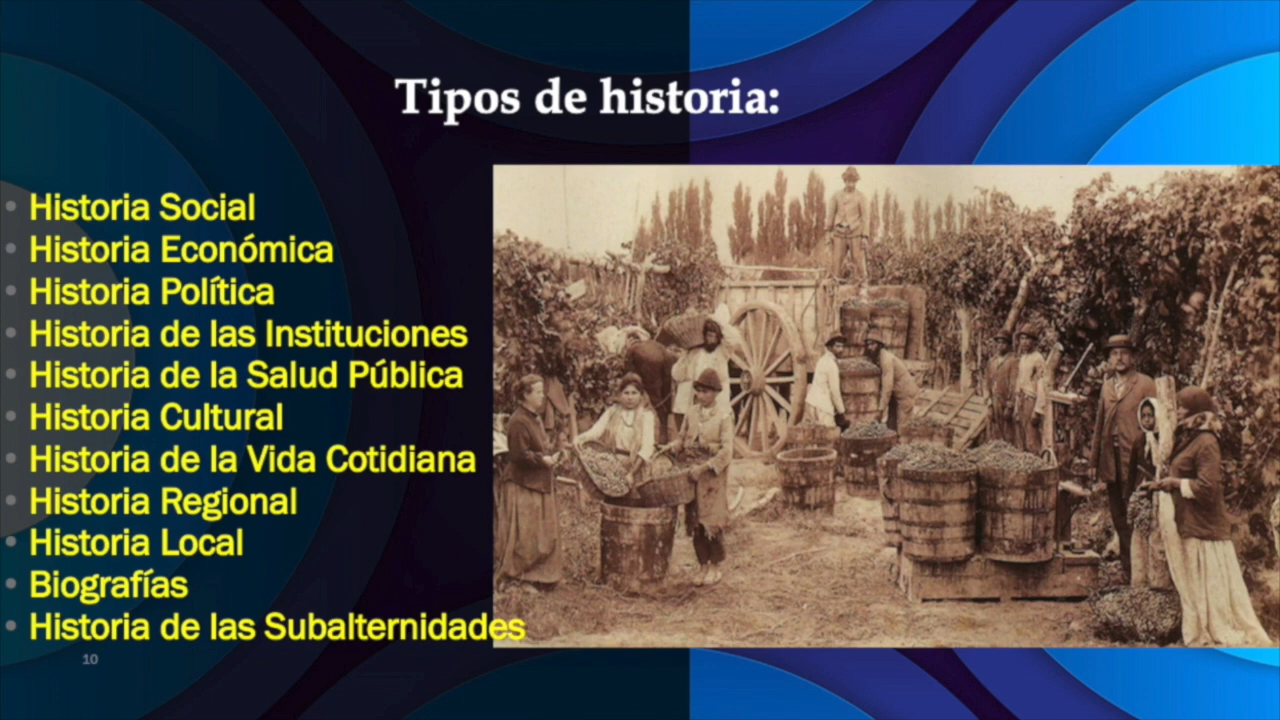 Tipos de historia:
• Historia Social
• Historia Económica
• Historia Política
• Historia de las Instituciones
• Historia de la Salud Pública
• Historia Cultural
• Historia de la Vida Cotidiana
• Historia Regional
• Historia Local
• Biografías
• Historia de las Subalternidades
10